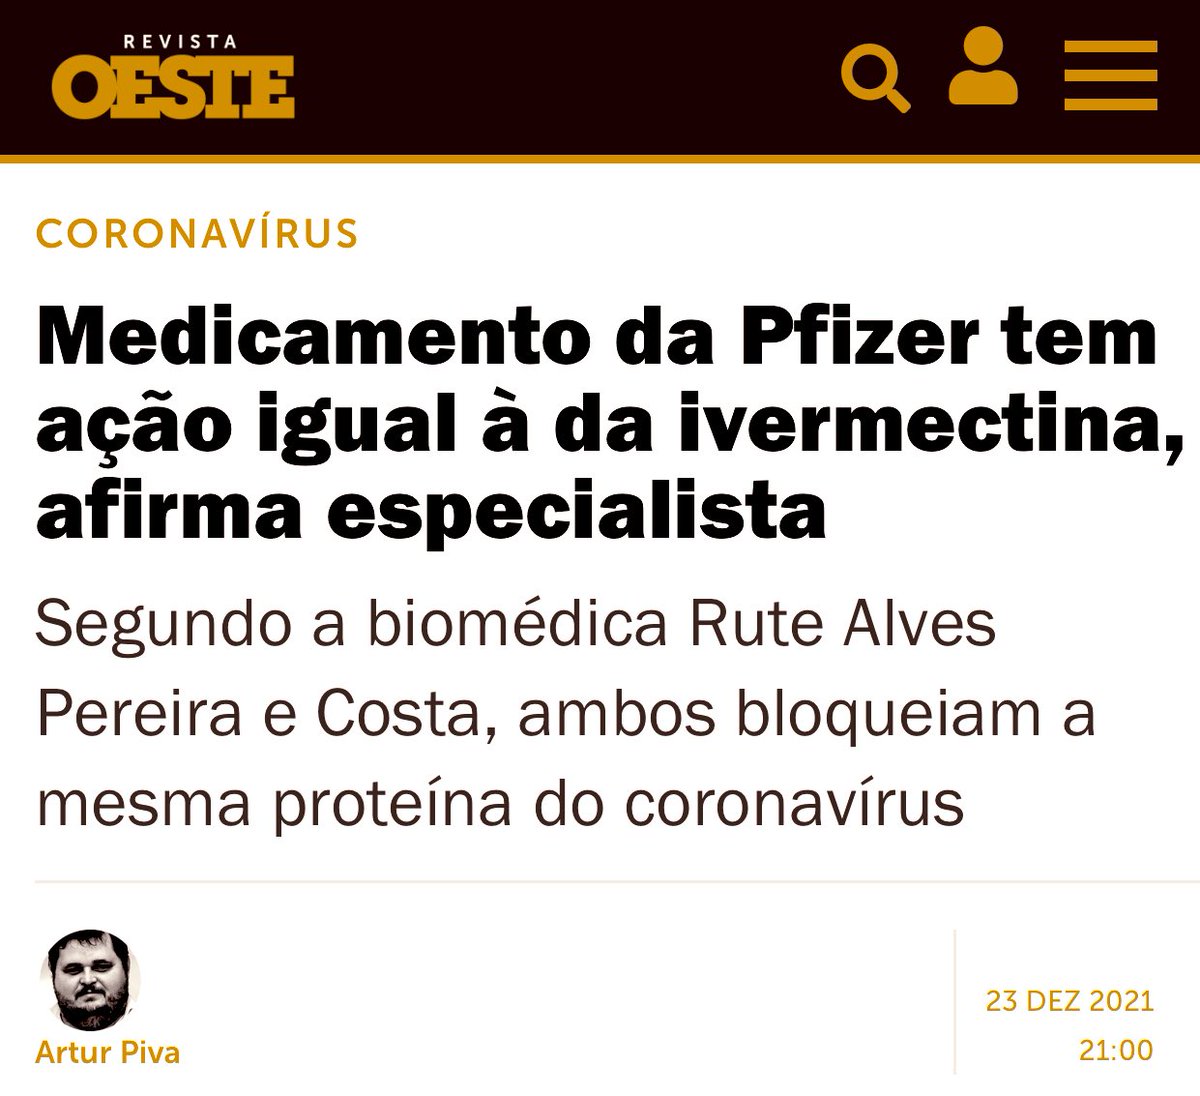 REVISTA
OESTE
CORONAVÍRUS
Medicamento da Pfizer tem
ação igual à da ivermectina,
afirma especialista
Segundo a biomédica Rute Alves
Pereira e Costa, ambos bloqueiam a
mesma proteína do coronavírus
Artur Piva
23 DEZ 2021
21:00